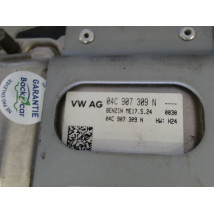 GARANTIE
VW AG 04C 907 309 N -----
BENZIN ME17.5.24 0030
04C 907 309 N HW: H24